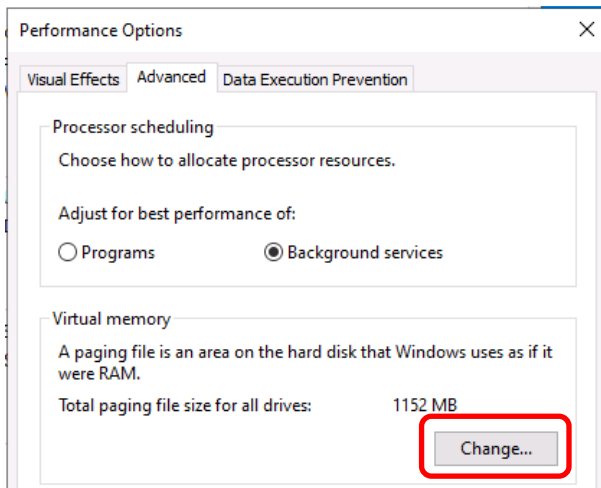 Performance Options
Visual Effects Advanced Data Execution Prevention
Processor scheduling
Choose how to allocate processor resources.
Adjust for best performance of:
Programs Background services
Virtual memory
A paging file is an area on the hard disk that Windows uses as if it
were RAM.
Total paging file size for all drives: 1152 MB
Change...